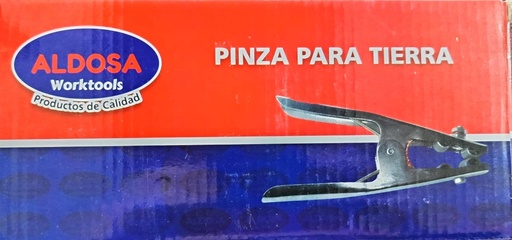 ALDOSA
Worktools
Productos de Calidad
PINZA PARA TIERRA